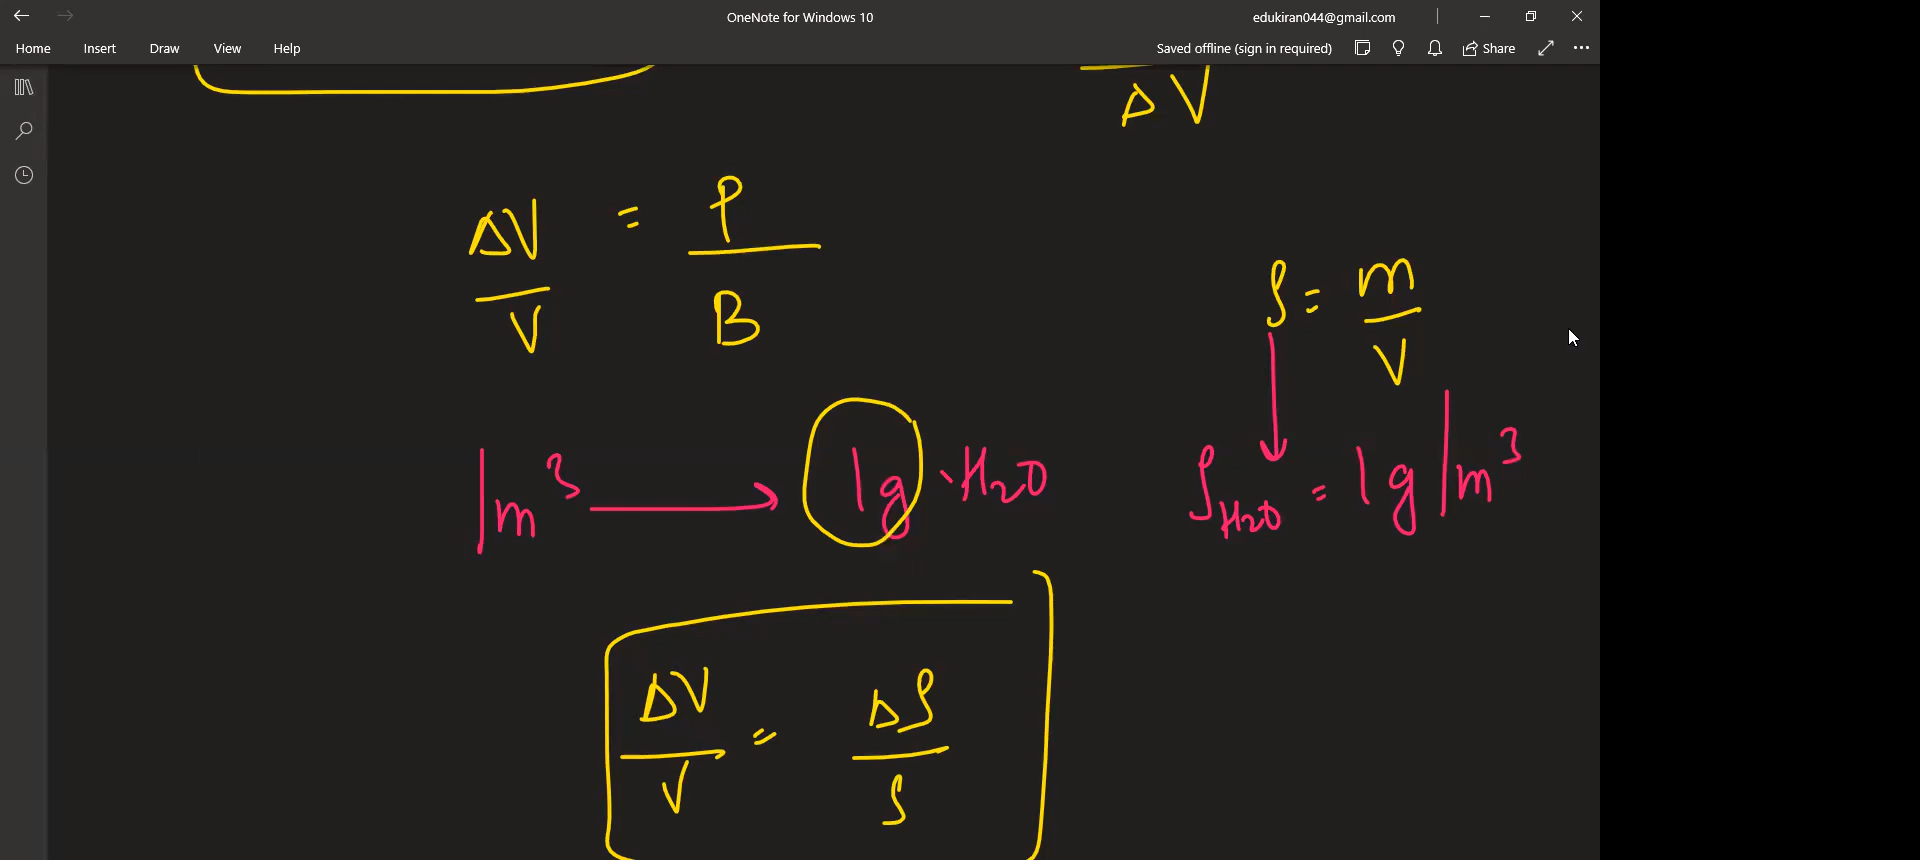 OneNote for Windows 10
edukiran044@gmail.com
Home Insert Draw View Help
Saved offline (sign in required) Share
ΔV
ΔV/V = P/B
ρ = m/V
1m³ → 1g · H₂O
ρH₂O = 1g/m³
ΔV/V = Δρ/ρ